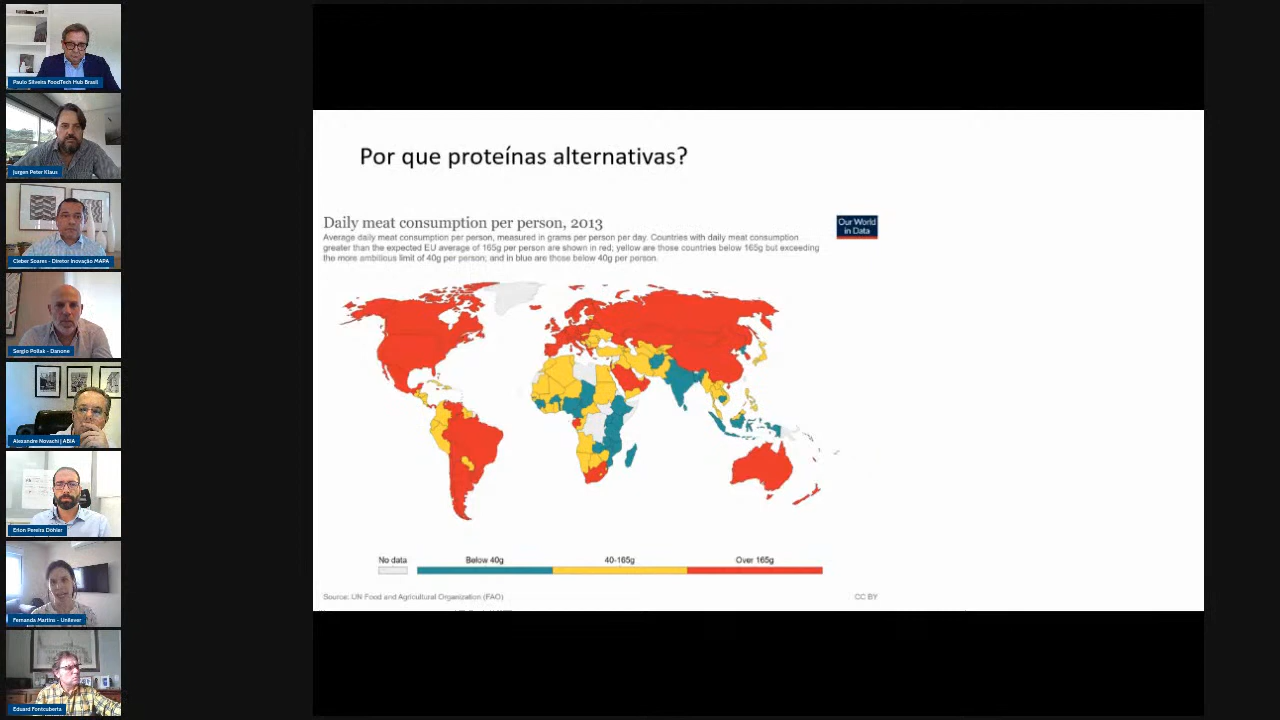 Paulo Silveira FoodTech Hub Brasil
Jurgen Peter Klaus
Cleber Soares - Diretor Inovação MAPA
Sergio Pollak - Danone
Alexandre Novachi | ABIA
Erlon Pereira Döhler
Fernanda Martins - Unilever
Eduard Fontcuberta
Por que proteínas alternativas?
Daily meat consumption per person, 2013
Our World
in Data
Average daily meat consumption per person, measured in grams per person per day. Countries with daily meat consumption
greater than the expected EU average of 165g per person are shown in red; yellow are those countries below 165g but exceeding
the more ambitious limit of 40g per person; and in blue are those below 40g per person.
No data
Below 40g
40-165g
Over 165g
Source: UN Food and Agricultural Organization (FAO)
CC BY